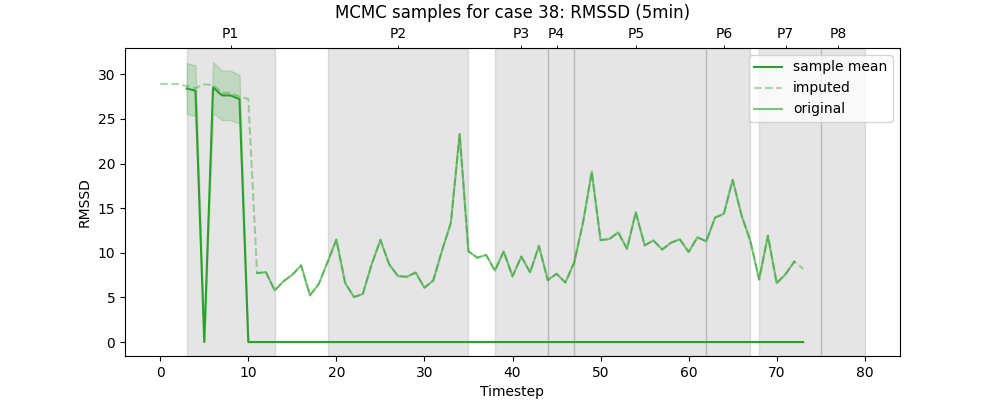 MCMC samples for case 38: RMSSD (5min)
P1 P2 P3 P4 P5 P6 P7 P8
sample mean
imputed
original
RMSSD
30
25
20
15
10
5
0
0 10 20 30 40 50 60 70 80
Timestep